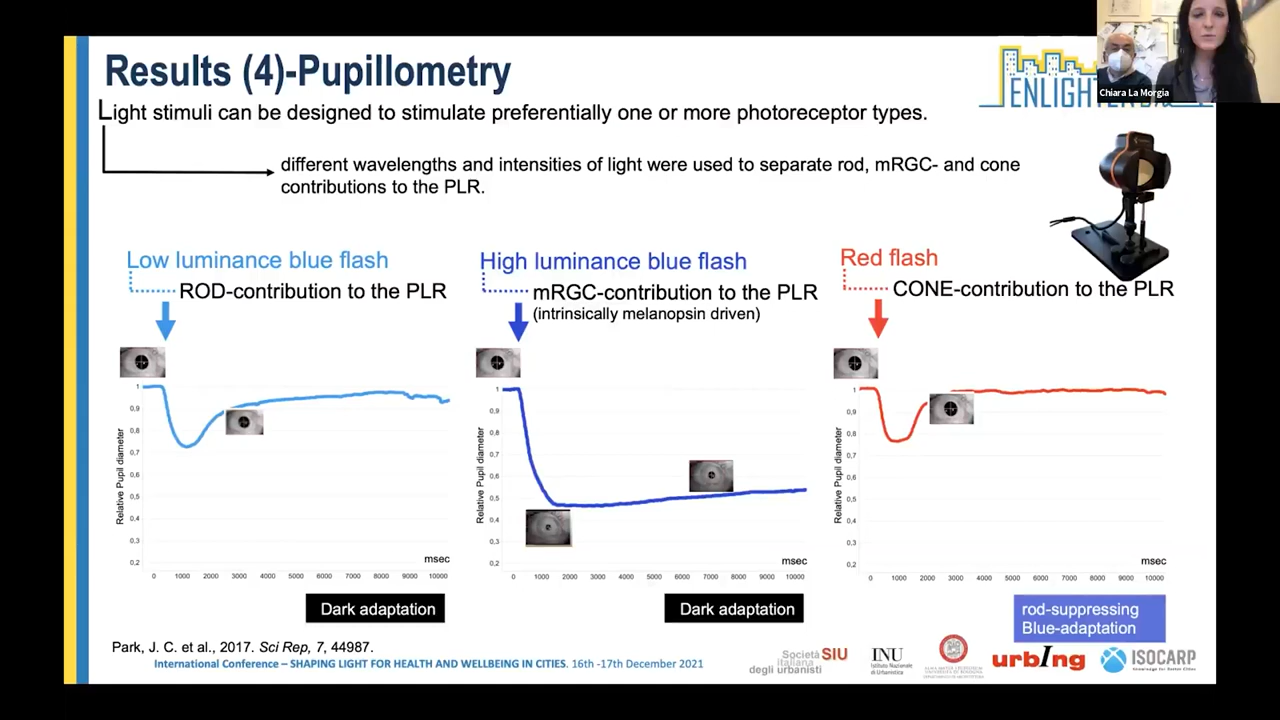 Results (4)-Pupillometry
ENLIGHTEN
Chiara La Morgia
Light stimuli can be designed to stimulate preferentially one or more photoreceptor types.
different wavelengths and intensities of light were used to separate rod, mRGC- and cone
contributions to the PLR.
Low luminance blue flash
ROD-contribution to the PLR
High luminance blue flash
mRGC-contribution to the PLR
(intrinsically melanopsin driven)
Red flash
CONE-contribution to the PLR
Relative Pupil diameter
1
0,9
0,8
0,7
0,6
0,5
0,4
0,3
0,2
msec
0 1000 2000 3000 4000 5000 6000 7000 8000 9000 10000
Dark adaptation
Relative Pupil diameter
1
0,9
0,8
0,7
0,6
0,5
0,4
0,3
0,2
msec
0 1000 2000 3000 4000 5000 6000 7000 8000 9000 10000
Dark adaptation
Relative Pupil diameter
1
0,9
0,8
0,7
0,6
0,5
0,4
0,3
0,2
msec
0 1000 2000 3000 4000 5000 6000 7000 8000 9000 10000
rod-suppressing
Blue-adaptation
Park, J. C. et al., 2017. Sci Rep, 7, 44987.
International Conference – SHAPING LIGHT FOR HEALTH AND WELLBEING IN CITIES. 16th -17th December 2021
Società SIU
italiana
degli urbanisti
INU
Istituto Nazionale
di Urbanistica
urbIng
ISOCARP